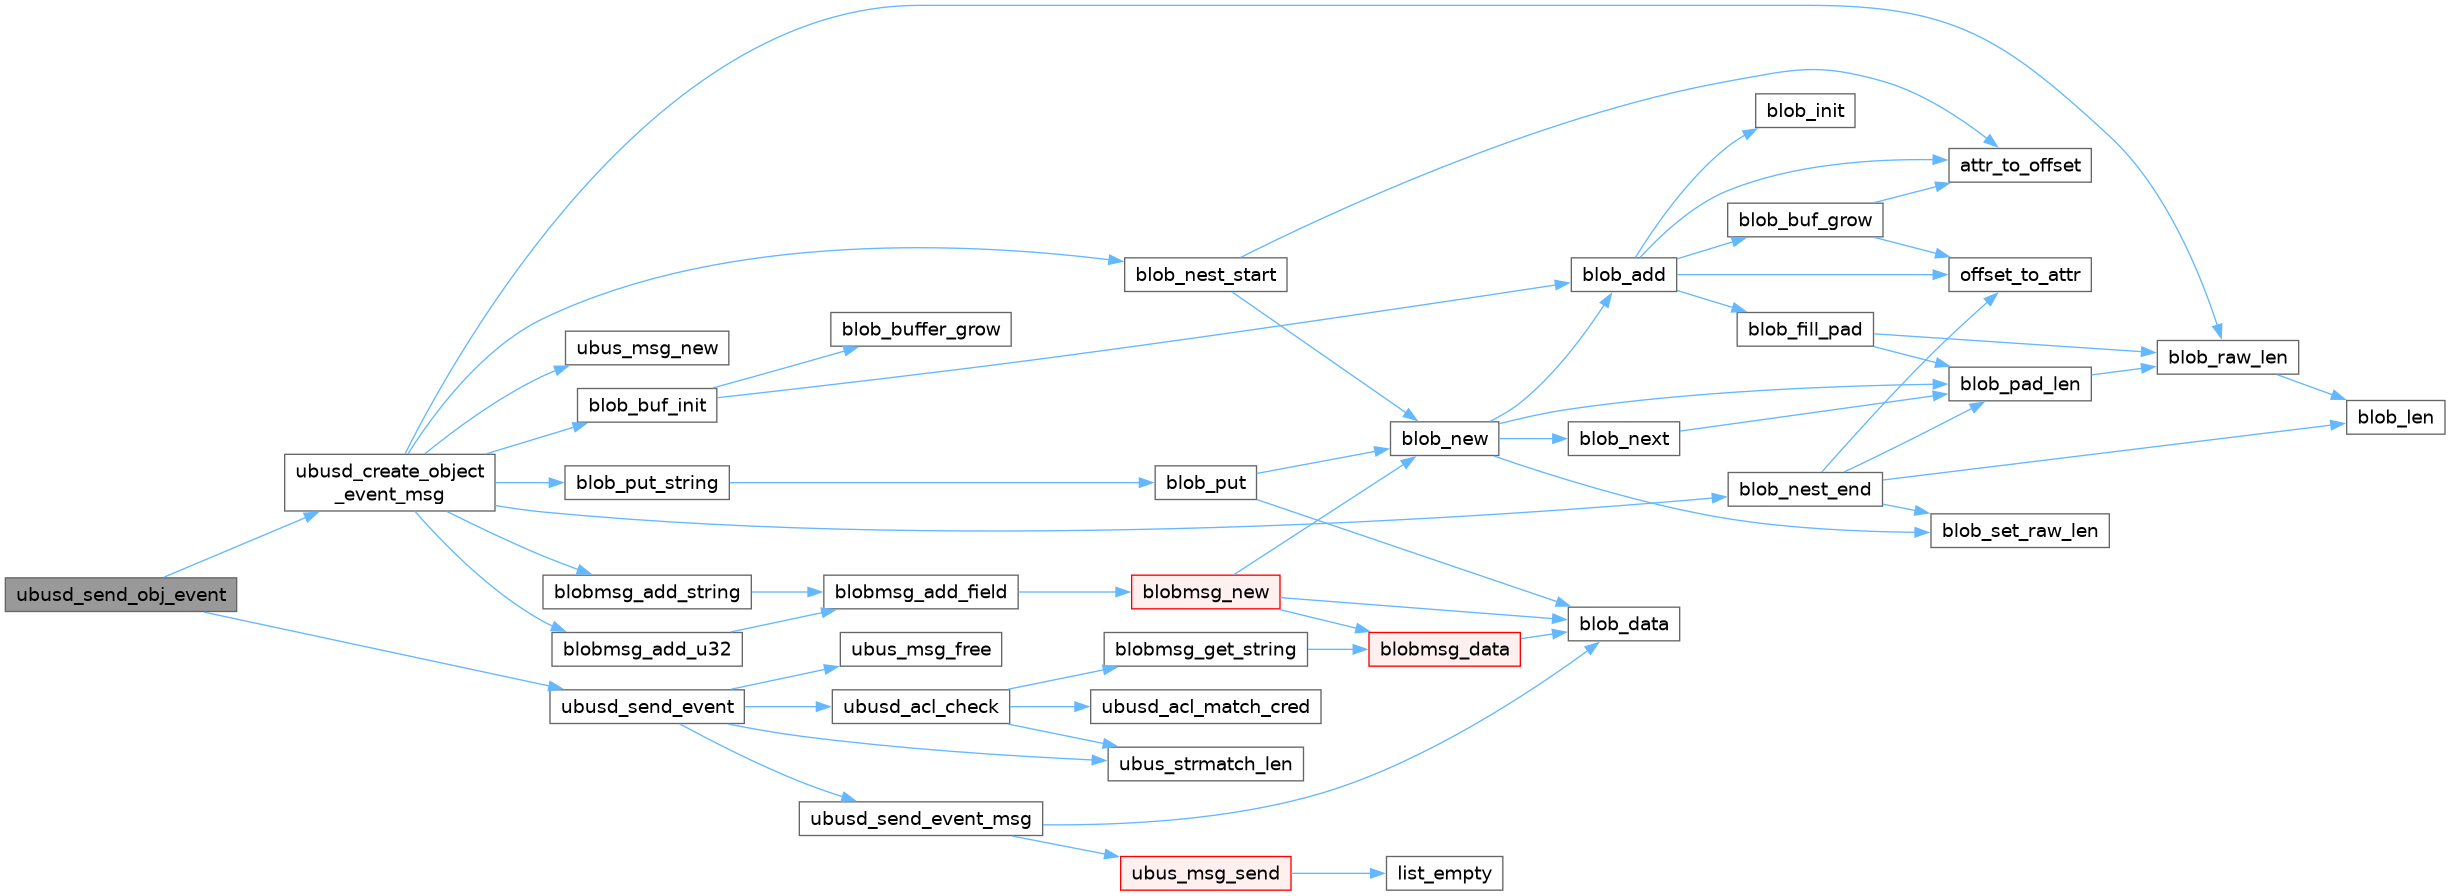 ubusd_send_obj_event
ubusd_create_object
_event_msg
ubus_msg_new
blob_buf_init
blob_put_string
blobmsg_add_string
blobmsg_add_u32
ubusd_send_event
blob_buffer_grow
blobmsg_add_field
ubus_msg_free
ubusd_acl_check
ubusd_send_event_msg
blob_nest_start
blob_put
blobmsg_new
blobmsg_get_string
ubusd_acl_match_cred
ubus_strmatch_len
ubus_msg_send
blob_new
blobmsg_data
list_empty
blob_add
blob_next
blob_data
blob_init
blob_buf_grow
blob_fill_pad
blob_nest_end
attr_to_offset
offset_to_attr
blob_pad_len
blob_set_raw_len
blob_raw_len
blob_len